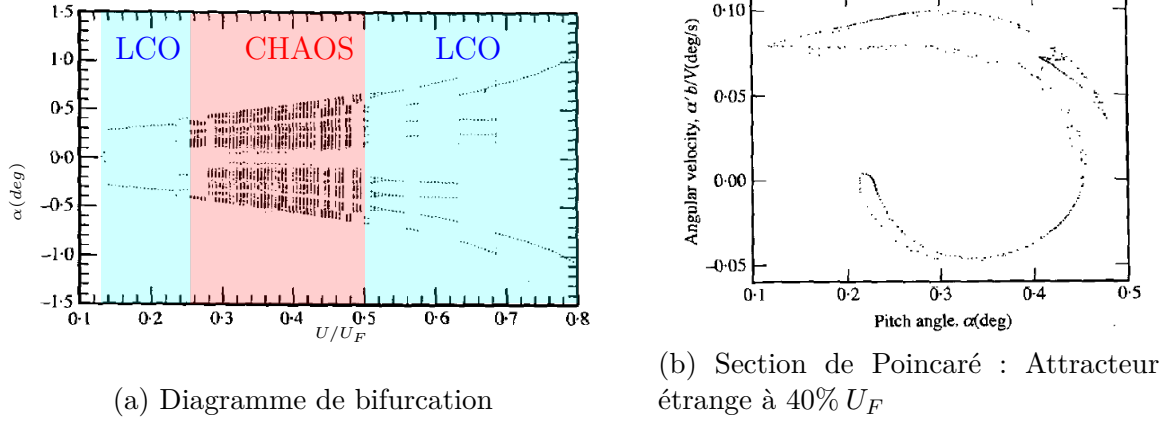 LCO CHAOS LCO
1·5
1·0
0·5
0·0
−0·5
−1·0
−1·5
α(deg)
0·1 0·2 0·3 0·4 0·5 0·6 0·7 0·8
U/U_F
(a) Diagramme de bifurcation
0·10
0·05
0·00
−0·05
Angular velocity, α′ b/V(deg/s)
0·1 0·2 0·3 0·4 0·5
Pitch angle, α(deg)
(b) Section de Poincaré : Attracteur
étrange à 40% U_F